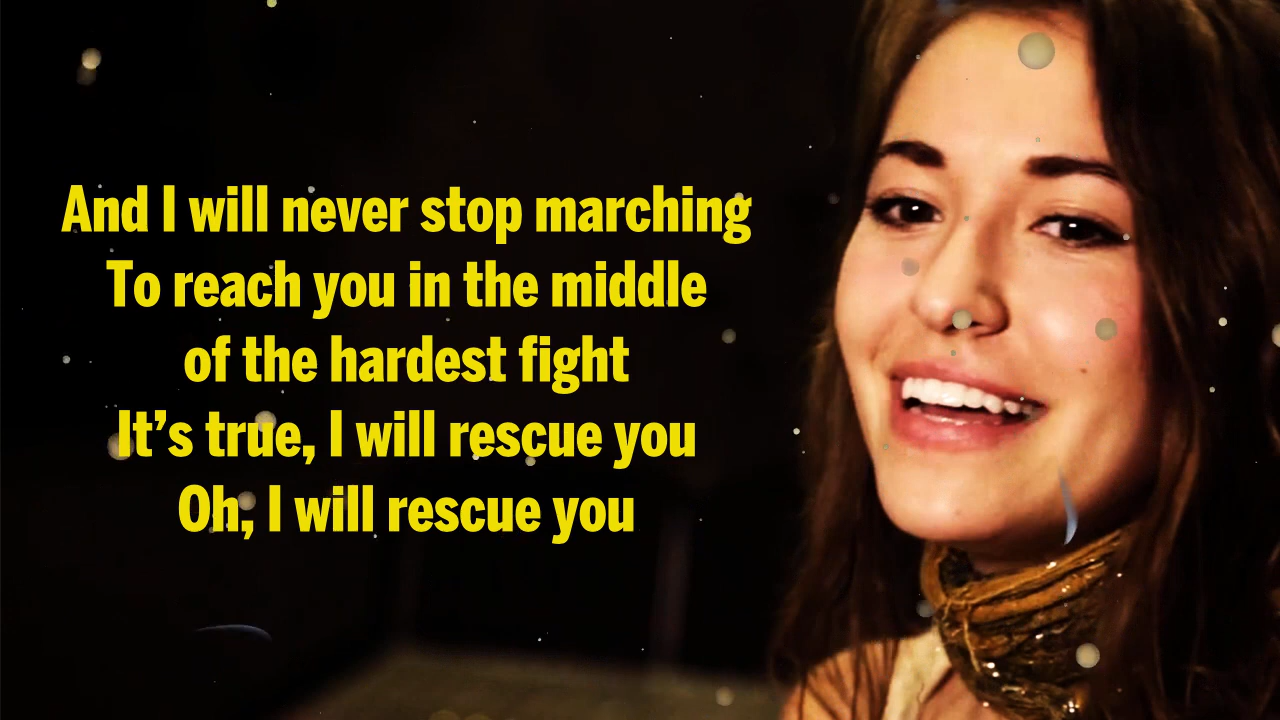 And I will never stop marching
To reach you in the middle
of the hardest fight
It’s true, I will rescue you
Oh, I will rescue you